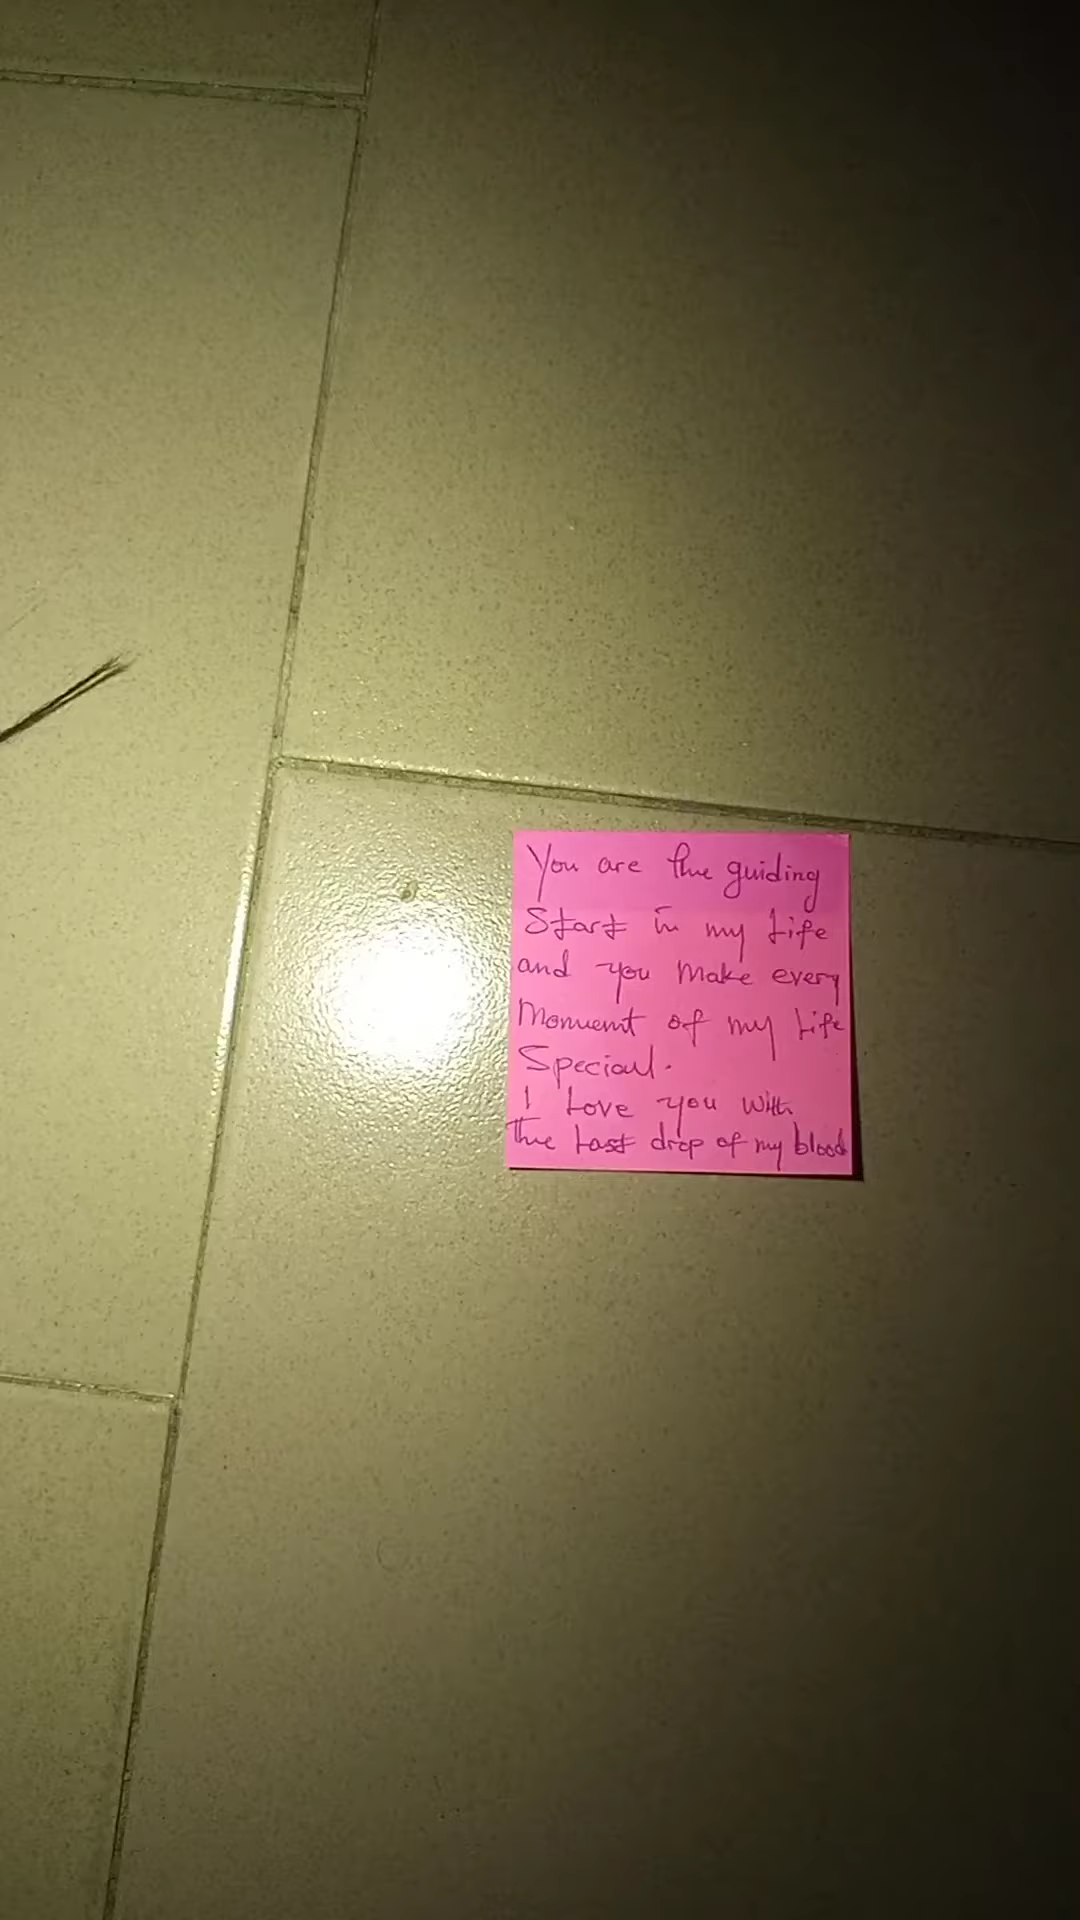 You are the guiding
Start in my Life
and you make every
Moment of my Life
Special.
I Love you with
the Last drop of my blood